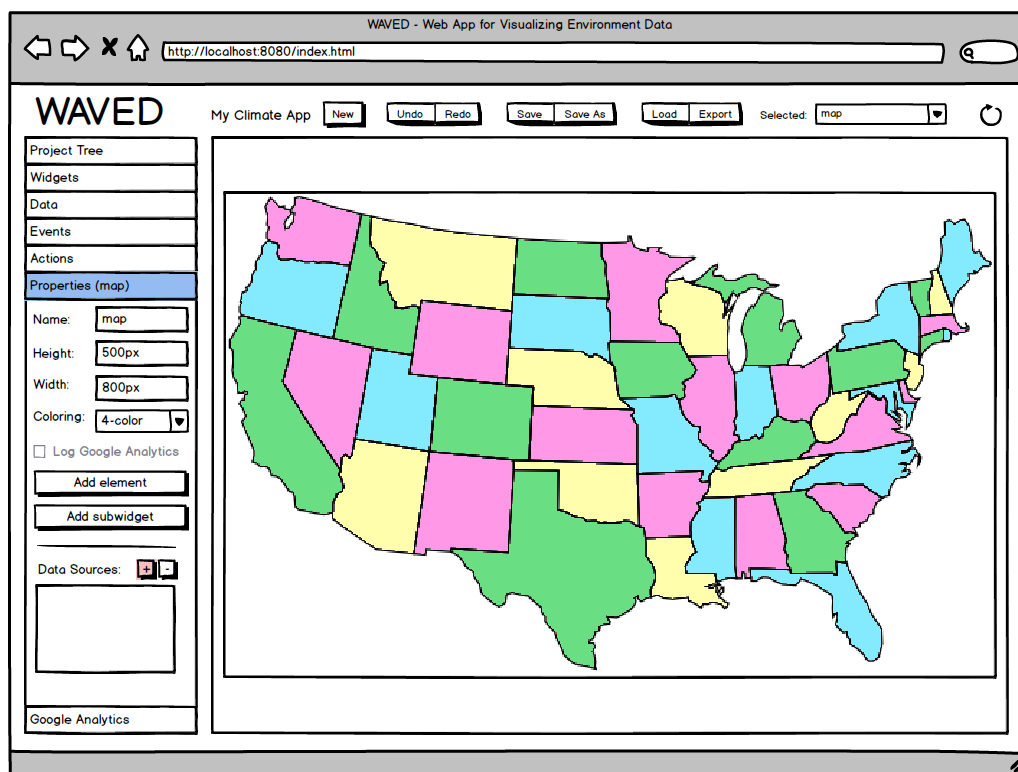 WAVED - Web App for Visualizing Environment Data
http://localhost:8080/index.html
WAVED
My Climate App New Undo Redo Save Save As Load Export Selected: map
Project Tree
Widgets
Data
Events
Actions
Properties (map)
Name: map
Height: 500px
Width: 800px
Coloring: 4-color
Log Google Analytics
Add element
Add subwidget
Data Sources: + -
Google Analytics